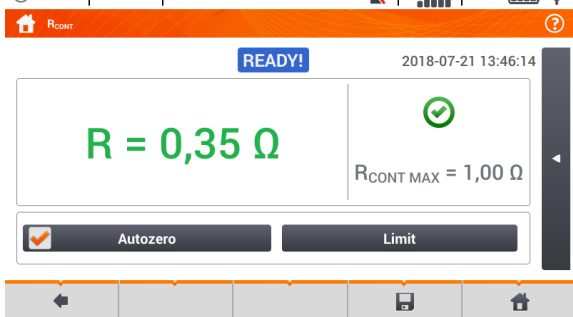 RCONT
?
READY!
2018-07-21 13:46:14
R = 0,35 Ω
RCONT MAX = 1,00 Ω
Autozero
Limit